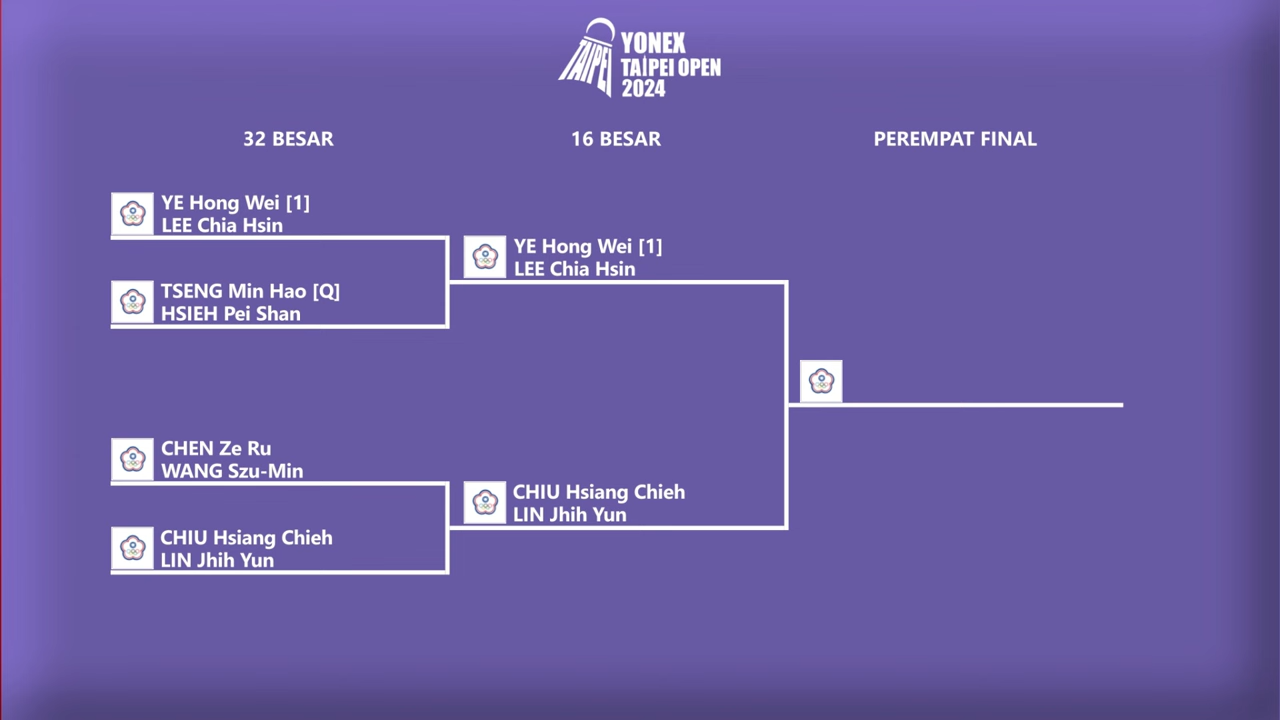 TAIPEI
YONEX
TAIPEI OPEN
2024
32 BESAR
16 BESAR
PEREMPAT FINAL
YE Hong Wei [1]
LEE Chia Hsin
TSENG Min Hao [Q]
HSIEH Pei Shan
YE Hong Wei [1]
LEE Chia Hsin
CHEN Ze Ru
WANG Szu-Min
CHIU Hsiang Chieh
LIN Jhih Yun
CHIU Hsiang Chieh
LIN Jhih Yun